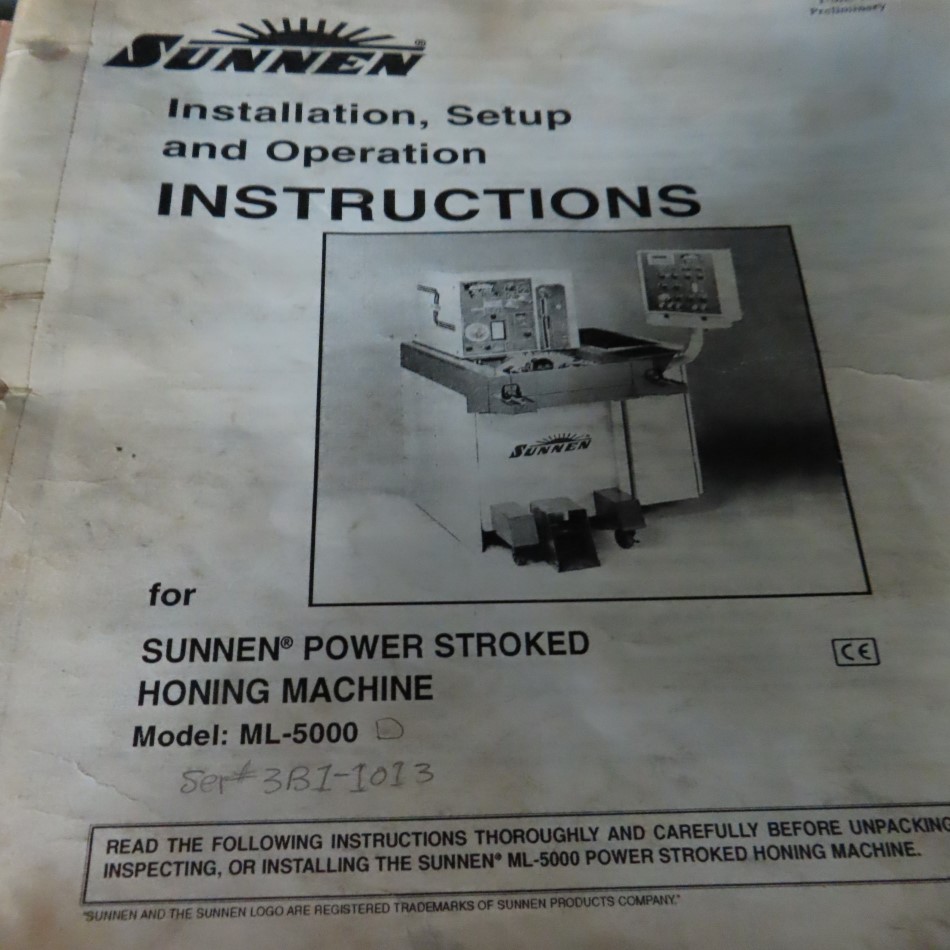 Preliminary
SUNNEN®
Installation, Setup
and Operation
INSTRUCTIONS
SUNNEN
for
SUNNEN® POWER STROKED
HONING MACHINE
Model: ML-5000 D
Ser# 3B1-1013
CE
READ THE FOLLOWING INSTRUCTIONS THOROUGHLY AND CAREFULLY BEFORE UNPACKING
INSPECTING, OR INSTALLING THE SUNNEN® ML-5000 POWER STROKED HONING MACHINE.
"SUNNEN AND THE SUNNEN LOGO ARE REGISTERED TRADEMARKS OF SUNNEN PRODUCTS COMPANY."